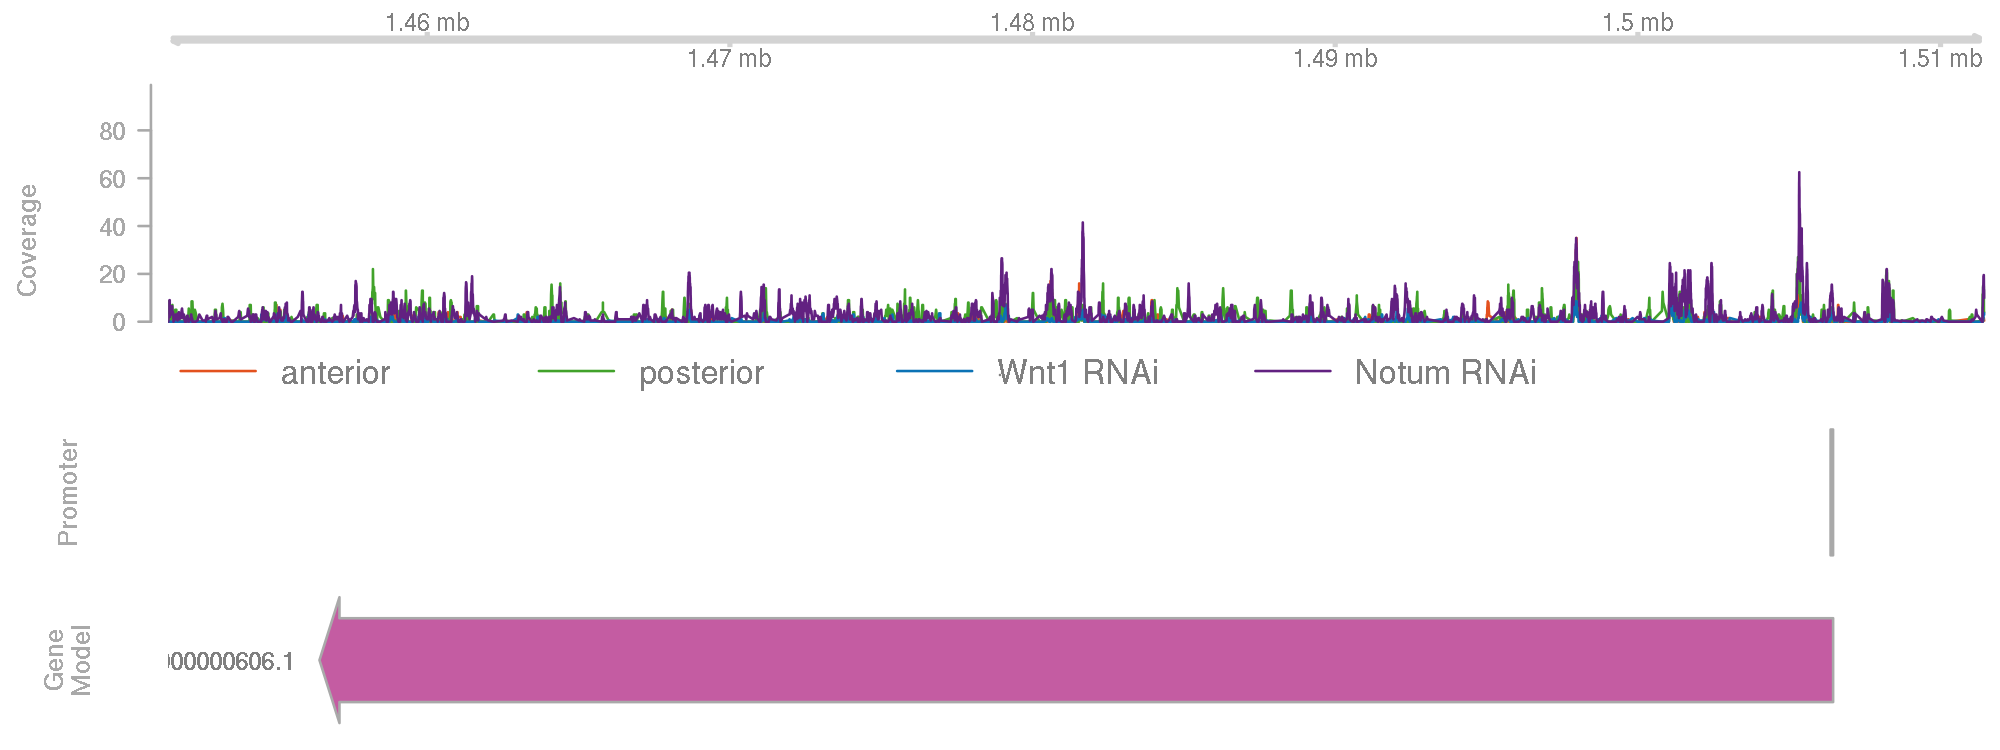 1.46 mb 1.48 mb 1.5 mb
1.47 mb 1.49 mb 1.51 mb
Coverage
80
60
40
20
0
anterior posterior Wnt1 RNAi Notum RNAi
Promoter
Gene
Model
00000606.1